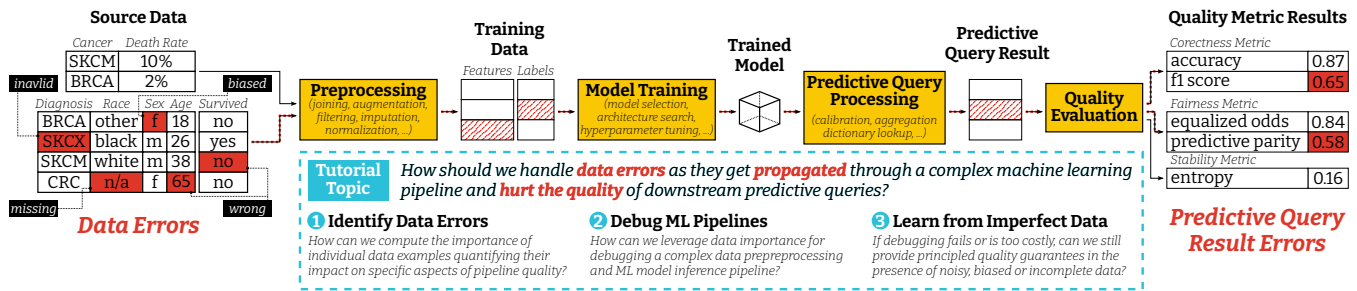 Source Data
Cancer Death Rate
SKCM 10%
BRCA 2%
inavlid
biased
Diagnosis Race Sex Age Survived
BRCA other f 18 no
SKCX black m 26 yes
SKCM white m 38 no
CRC n/a f 65 no
missing
wrong
Data Errors
Preprocessing
(joining, augmentation,
filtering, imputation,
normalization, ...)
Training
Data
Features Labels
Model Training
(model selection,
architecture search,
hyperparameter tuning, ...)
Trained
Model
Predictive Query
Processing
(calibration, aggregation
dictionary lookup, ...)
Predictive
Query Result
Quality
Evaluation
Quality Metric Results
Corectness Metric
accuracy 0.87
f1 score 0.65
Fairness Metric
equalized odds 0.84
predictive parity 0.58
Stability Metric
entropy 0.16
Predictive Query
Result Errors
Tutorial
Topic
How should we handle data errors as they get propagated through a complex machine learning
pipeline and hurt the quality of downstream predictive queries?
1 Identify Data Errors
How can we compute the importance of
individual data examples quantifying their
impact on specific aspects of pipeline quality?
2 Debug ML Pipelines
How can we leverage data importance for
debugging a complex data prepreprocessing
and ML model inference pipeline?
3 Learn from Imperfect Data
If debugging fails or is too costly, can we still
provide principled quality guarantees in the
presence of noisy, biased or incomplete data?